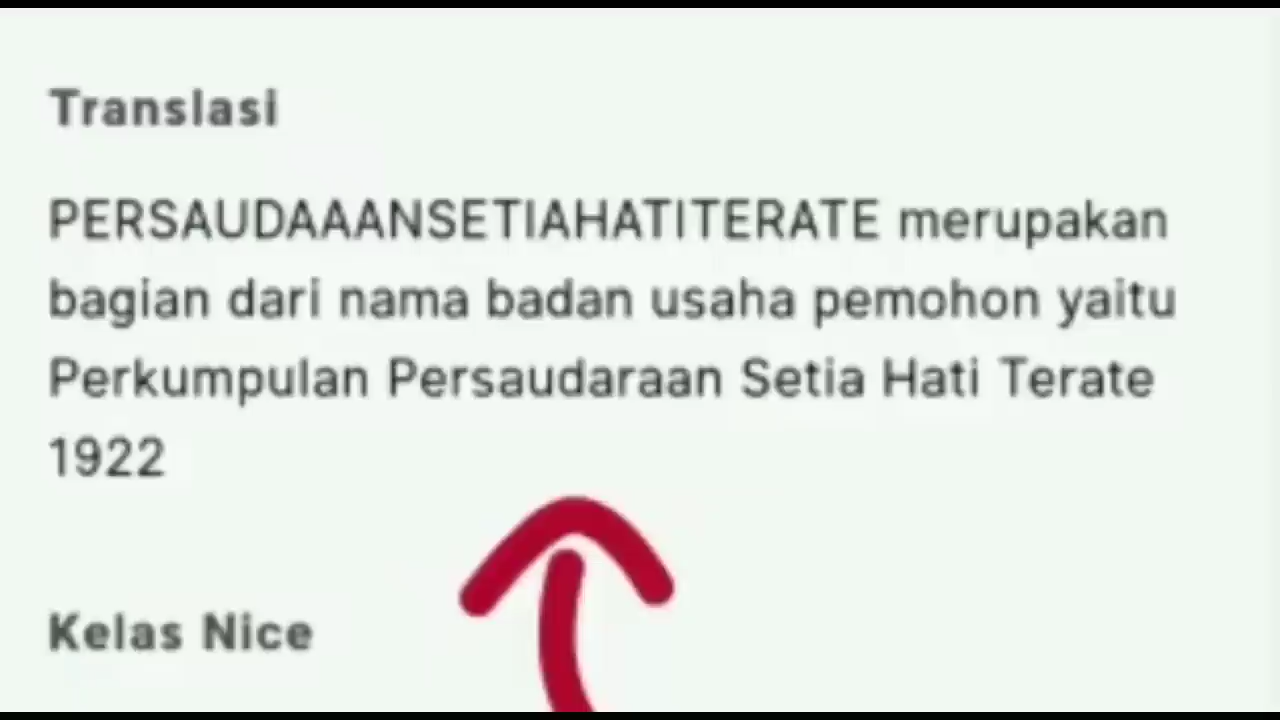 Translasi
PERSAUDAAANSETIAHATITERATE merupakan
bagian dari nama badan usaha pemohon yaitu
Perkumpulan Persaudaraan Setia Hati Terate
1922
Kelas Nice